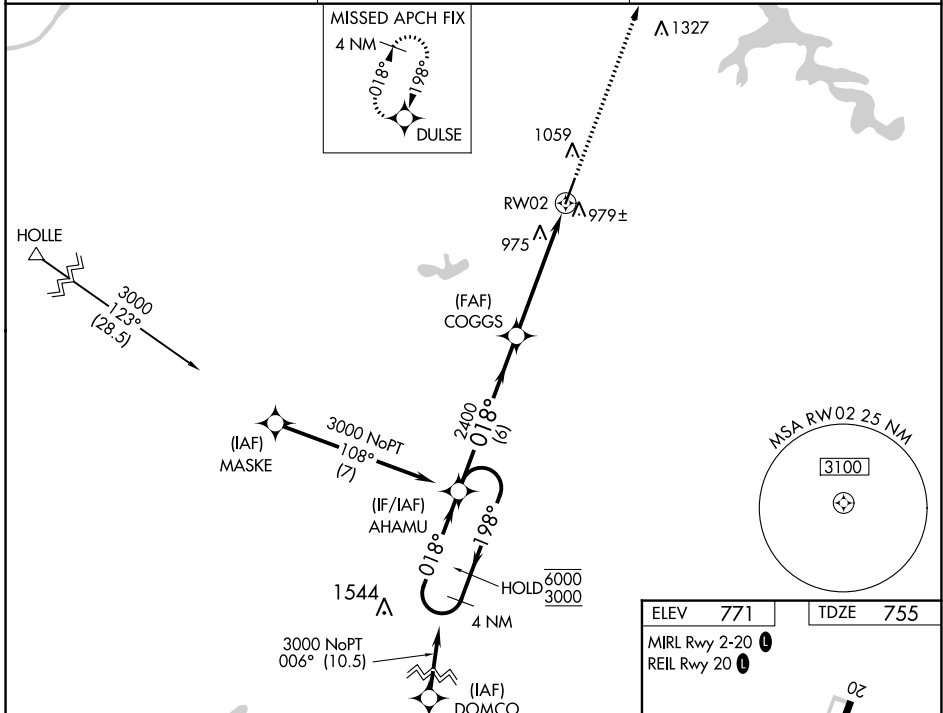 MISSED APCH FIX
4 NM
018°
198°
DULSE
1327
1059
RW02
979±
975
HOLLE
3000
123°
(28.5)
(FAF)
COGGS
2400
018°
(6)
(IAF)
MASKE
3000 NoPT
108°
(7)
(IF/IAF)
AHAMU
018°
198°
HOLD 6000
3000
4 NM
1544
3000 NoPT
006° (10.5)
(IAF)
DOMCO
MSA RW02 25 NM
3100
ELEV 771
TDZE 755
MIRL Rwy 2-20 L
REIL Rwy 20 L
20